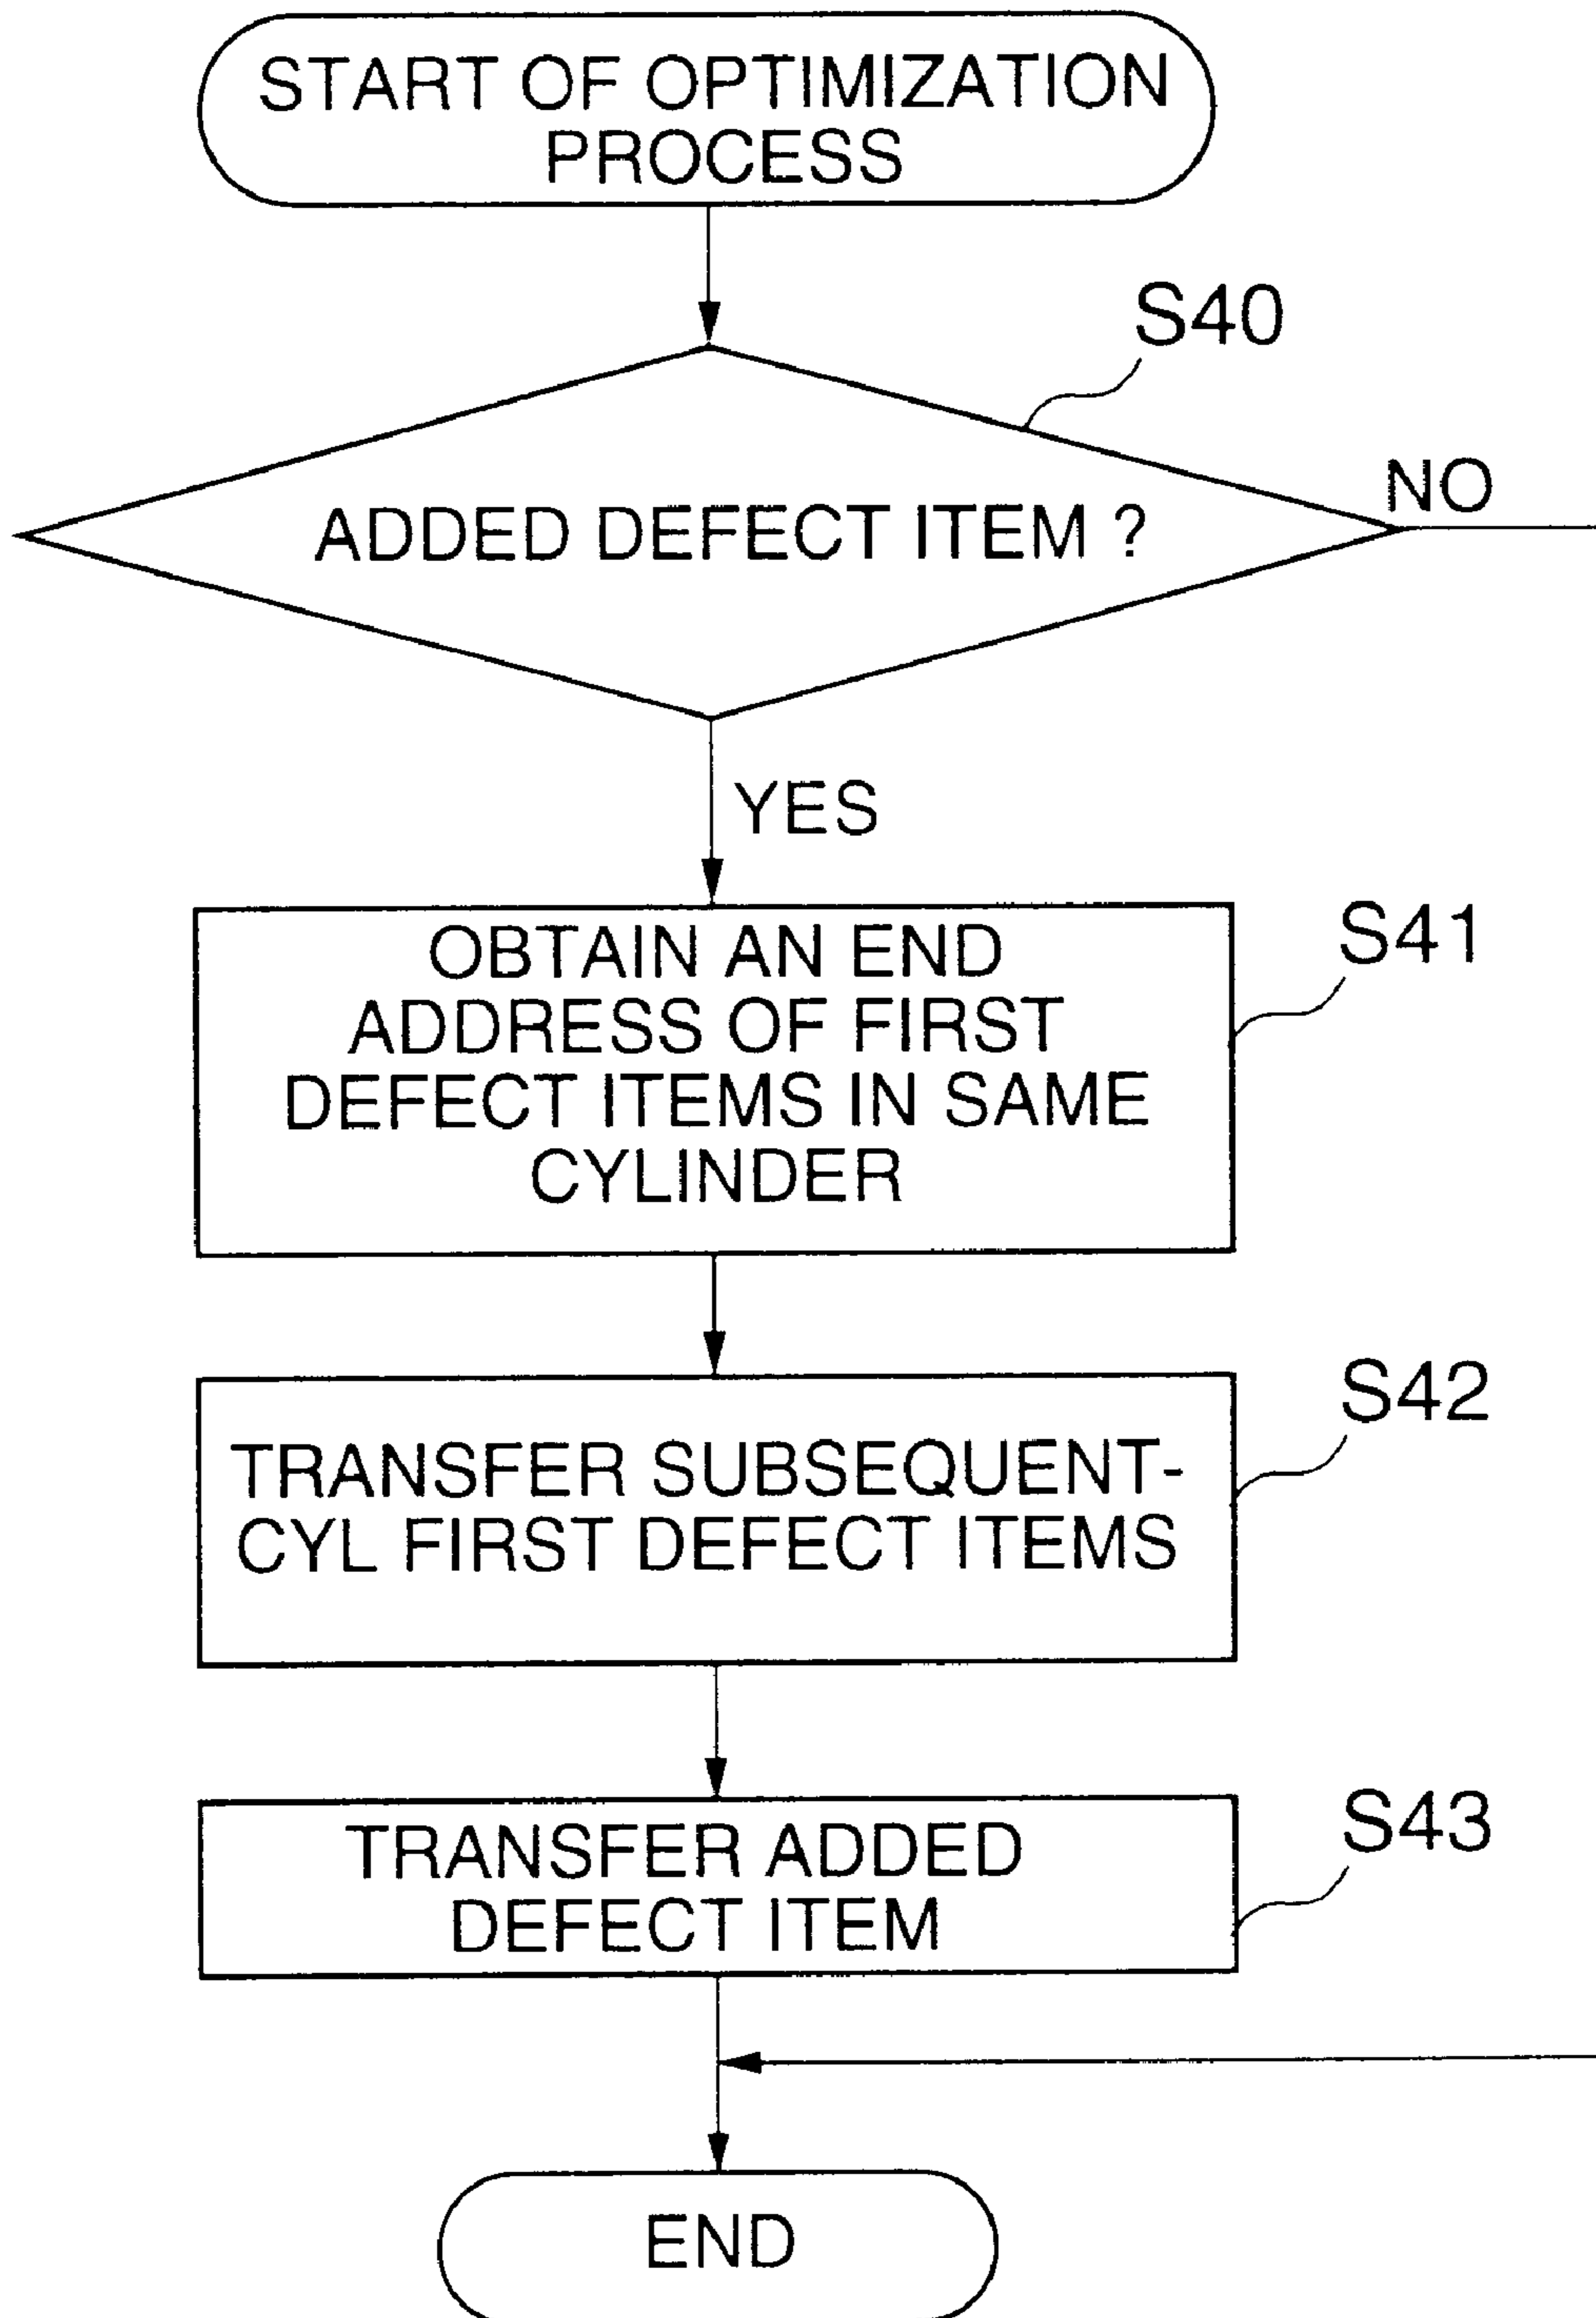 START OF OPTIMIZATION
PROCESS
S40
ADDED DEFECT ITEM ?
NO
YES
S41
OBTAIN AN END
ADDRESS OF FIRST
DEFECT ITEMS IN SAME
CYLINDER
S42
TRANSFER SUBSEQUENT-
CYL FIRST DEFECT ITEMS
S43
TRANSFER ADDED
DEFECT ITEM
END